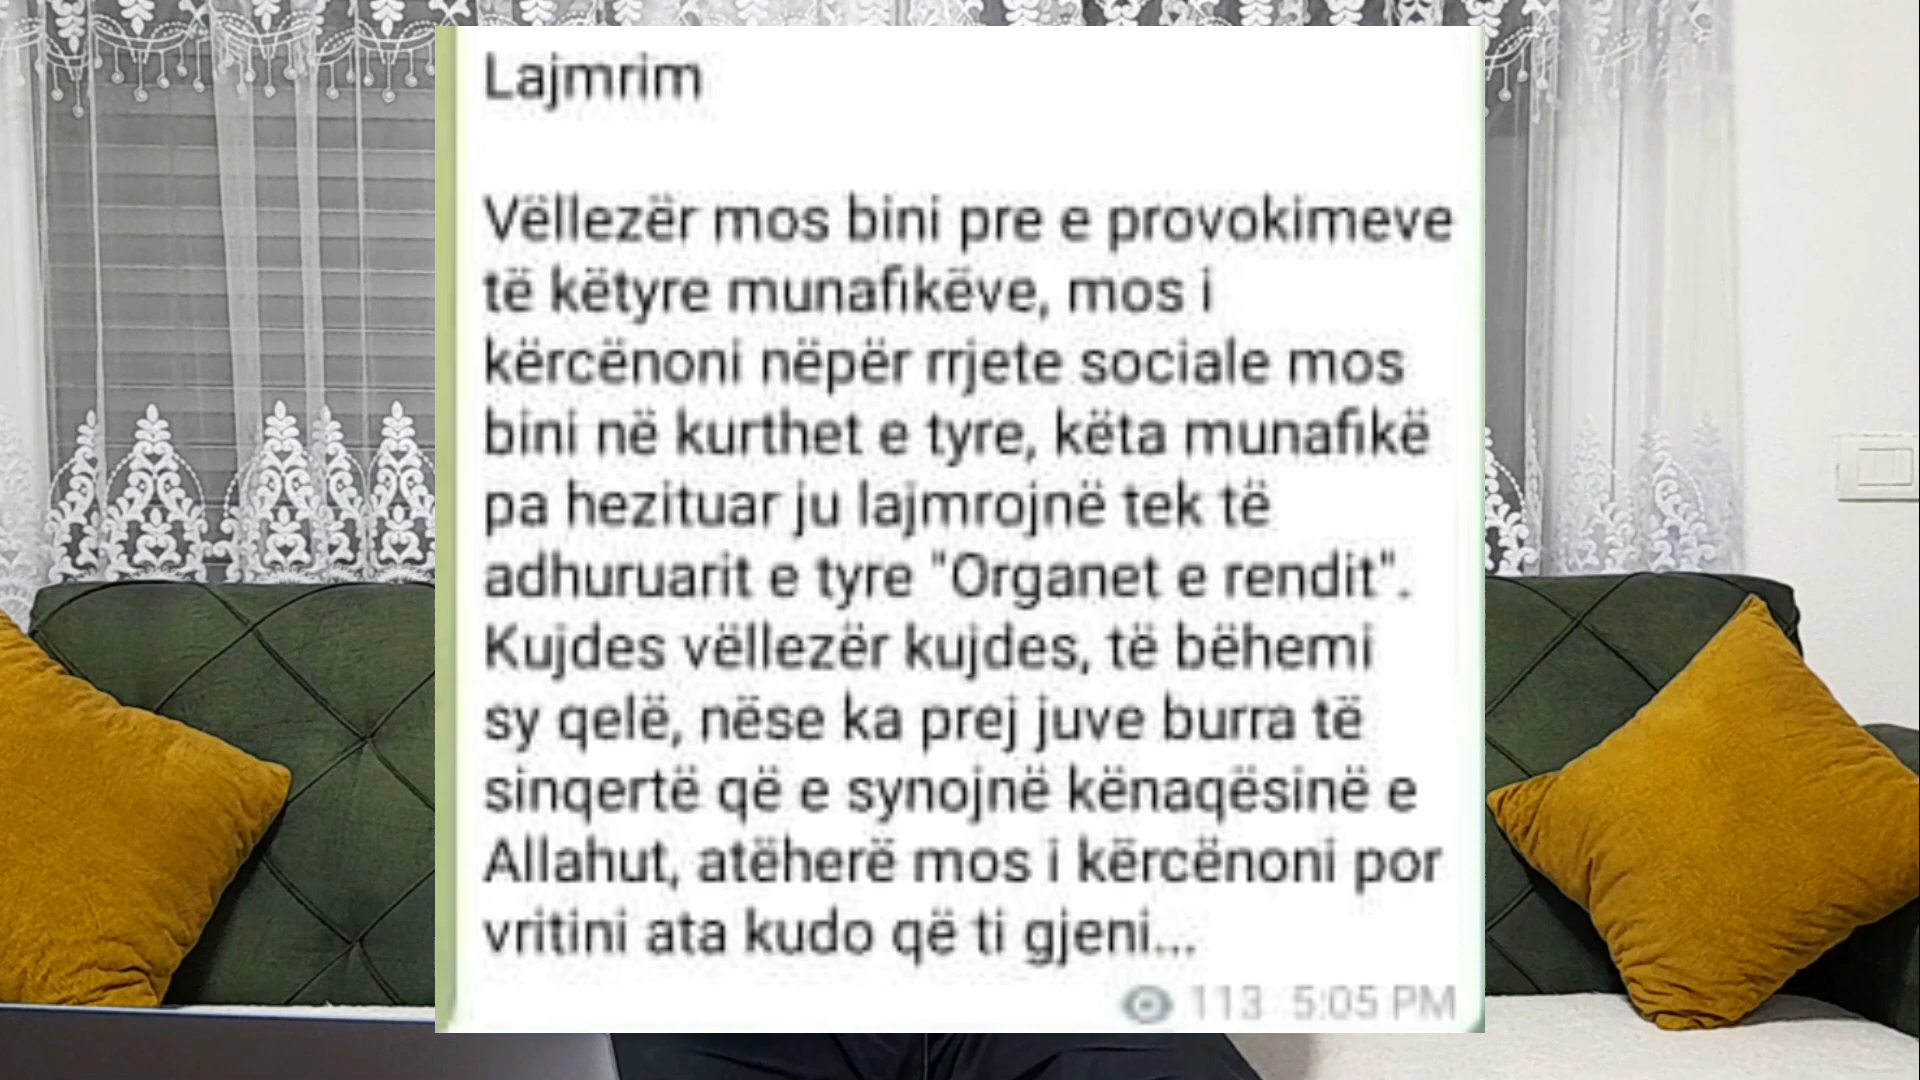 Lajmrim
Vëllezër mos bini pre e provokimeve
të këtyre munafikëve, mos i
kërcënoni nëpër rrjete sociale mos
bini në kurthet e tyre, këta munafikë
pa hezituar ju lajmrojnë tek të
adhuruarit e tyre "Organet e rendit".
Kujdes vëllezër kujdes, të bëhemi
sy qelë, nëse ka prej juve burra të
sinqertë që e synojnë kënaqësinë e
Allahut, atëherë mos i kërcënoni por
vritini ata kudo që ti gjeni...
113 5:05 PM